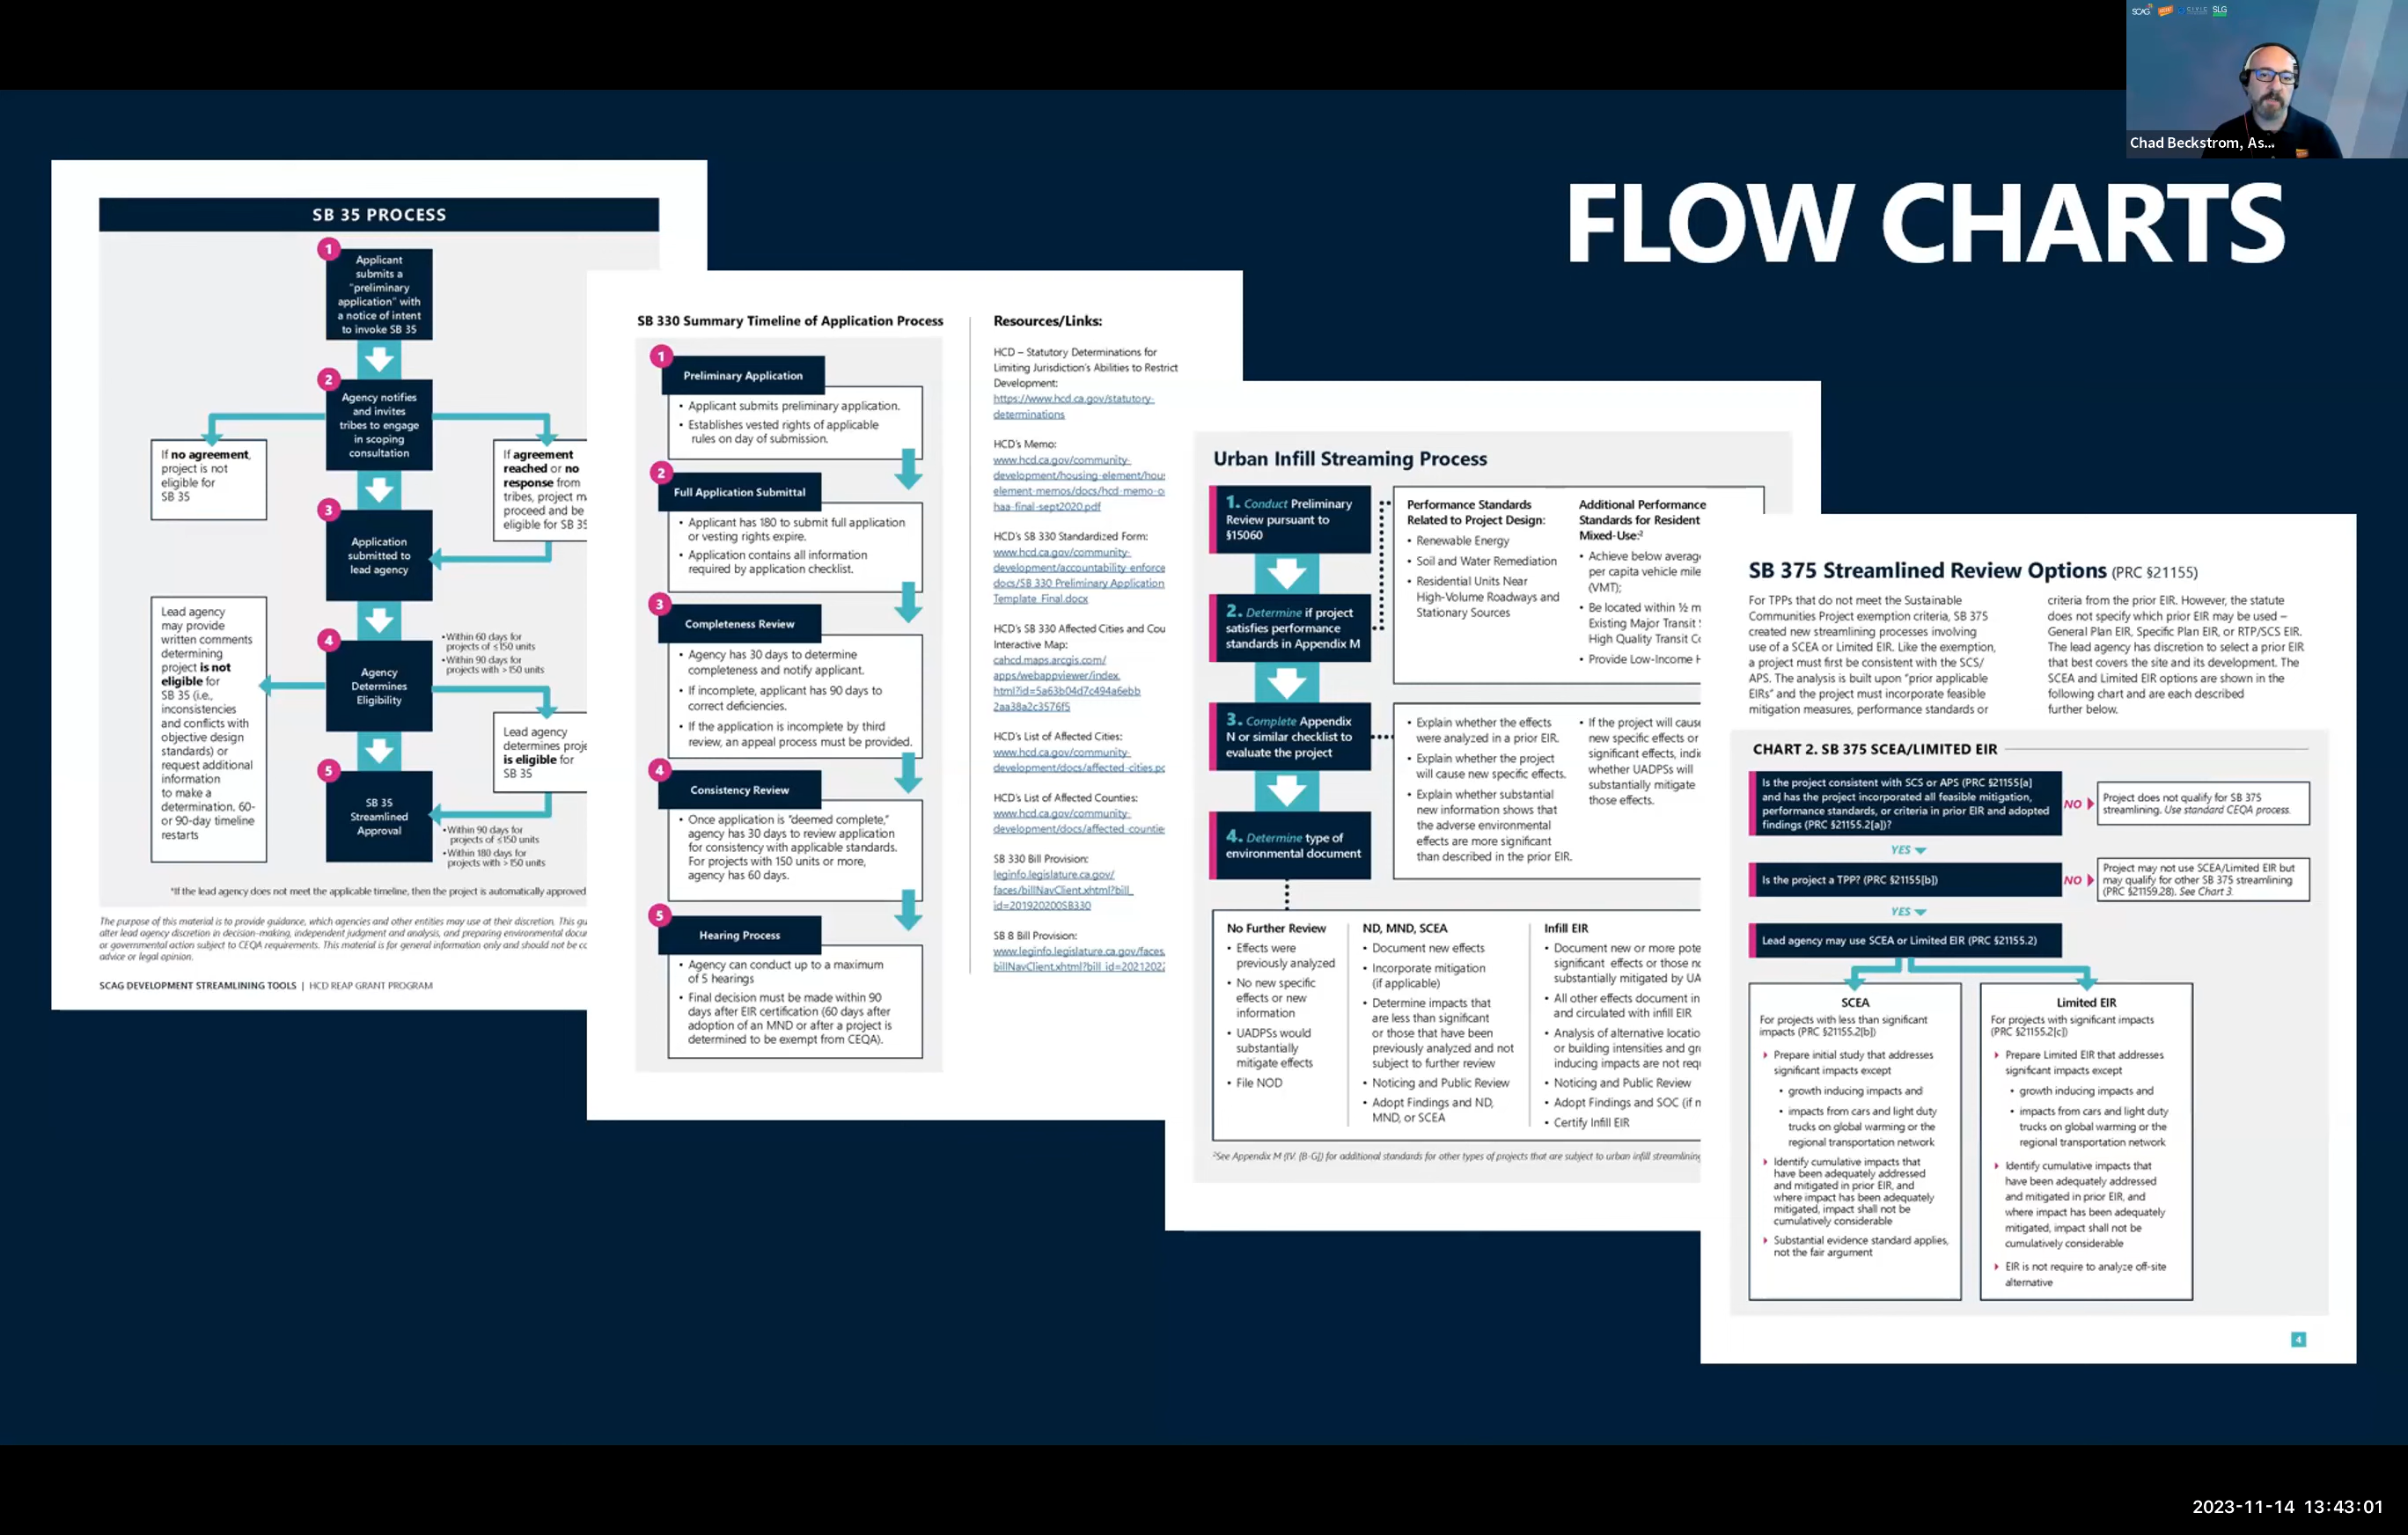 SCAG
SLG
Chad Beckstrom, As...
FLOW CHARTS
SB 35 PROCESS
1
Applicant
submits a
"preliminary
application" with
a notice of intent
to invoke SB 35
2
Agency notifies
and invites
tribes to engage
in scoping
consultation
If no agreement,
project is not
eligible for
SB 35
If agreement
reached or no
response from
tribes, project m
proceed and be
eligible for SB 35
3
Application
submitted to
lead agency
Lead agency
may provide
written comments
determining
project is not
eligible for
SB 35 (i.e.,
inconsistencies
and conflicts with
objective design
standards) or
request additional
information
to make a
determination. 60-
or 90-day timeline
restarts
4
Agency
Determines
Eligibility
•Within 60 days for
projects of ≤150 units
•Within 90 days for
projects with >150 units
Lead agency
determines proje
is eligible for
SB 35
5
SB 35
Streamlined
Approval
•Within 90 days for
projects of ≤150 units
•Within 180 days for
projects with >150 units
*If the lead agency does not meet the applicable timeline, then the project is automatically approved
The purpose of this material is to provide guidance, which agencies and other entities may use at their discretion. This gu
alter lead agency discretion in decision-making, independent judgment and analysis, and preparing environmental docu
or governmental action subject to CEQA requirements. This material is for general information only and should not be cc
advice or legal opinion.
SCAG DEVELOPMENT STREAMLINING TOOLS | HCD REAP GRANT PROGRAM
SB 330 Summary Timeline of Application Process
1
Preliminary Application
• Applicant submits preliminary application.
• Establishes vested rights of applicable
rules on day of submission.
2
Full Application Submittal
• Applicant has 180 to submit full application
or vesting rights expire.
• Application contains all information
required by application checklist.
3
Completeness Review
• Agency has 30 days to determine
completeness and notify applicant.
• If incomplete, applicant has 90 days to
correct deficiencies.
• If the application is incomplete by third
review, an appeal process must be provided.
4
Consistency Review
• Once application is "deemed complete,"
agency has 30 days to review application
for consistency with applicable standards.
For projects with 150 units or more,
agency has 60 days.
5
Hearing Process
• Agency can conduct up to a maximum
of 5 hearings
• Final decision must be made within 90
days after EIR certification (60 days after
adoption of an MND or after a project is
determined to be exempt from CEQA).
Resources/Links:
HCD – Statutory Determinations for
Limiting Jurisdiction's Abilities to Restrict
Development:
https://www.hcd.ca.gov/statutory-
determinations
HCD's Memo:
www.hcd.ca.gov/community-
development/housing-element/hou
element-memos/docs/hcd-memo-o
haa-final-sept2020.pdf
HCD's SB 330 Standardized Form:
www.hcd.ca.gov/community-
development/accountability-enforce
docs/SB 330 Preliminary Application
Template_Final.docx
HCD's SB 330 Affected Cities and Cou
Interactive Map:
cahcd.maps.arcgis.com/
apps/webappviewer/index.
html?id=5a63b04d7c494a6ebb
2aa38a2c3576f5
HCD's List of Affected Cities:
www.hcd.ca.gov/community-
development/docs/affected-cities.pc
HCD's List of Affected Counties:
www.hcd.ca.gov/community-
development/docs/affected-countie
SB 330 Bill Provision:
leginfo.legislature.ca.gov/
faces/billNavClient.xhtml?bill_
id=201920200SB330
SB 8 Bill Provision:
www.leginfo.legislature.ca.gov/faces
billNavClient.xhtml?bill_id=2021202
Urban Infill Streaming Process
1. Conduct Preliminary
Review pursuant to
§15060
2. Determine if project
satisfies performance
standards in Appendix M
3. Complete Appendix
N or similar checklist to
evaluate the project
4. Determine type of
environmental document
Performance Standards
Related to Project Design:
• Renewable Energy
• Soil and Water Remediation
• Residential Units Near
High-Volume Roadways and
Stationary Sources
Additional Performance
Standards for Resident
Mixed-Use:²
• Achieve below averag
per capita vehicle mile
(VMT);
• Be located within ½ m
Existing Major Transit
High Quality Transit Co
• Provide Low-Income H
• Explain whether the effects
were analyzed in a prior EIR.
• Explain whether the project
will cause new specific effects.
• Explain whether substantial
new information shows that
the adverse environmental
effects are more significant
than described in the prior EIR.
• If the project will cause
new specific effects or
significant effects, indi
whether UADPSs will
substantially mitigate
those effects.
No Further Review
• Effects were
previously analyzed
• No new specific
effects or new
information
• UADPSs would
substantially
mitigate effects
• File NOD
ND, MND, SCEA
• Document new effects
• Incorporate mitigation
(if applicable)
• Determine impacts that
are less than significant
or those that have been
previously analyzed and not
subject to further review
• Noticing and Public Review
• Adopt Findings and ND,
MND, or SCEA
Infill EIR
• Document new or more pote
significant effects or those no
substantially mitigated by UA
• All other effects document in
and circulated with infill EIR
• Analysis of alternative locatio
or building intensities and gr
inducing impacts are not requ
• Noticing and Public Review
• Adopt Findings and SOC (if n
• Certify Infill EIR
²See Appendix M (IV. (B-G)) for additional standards for other types of projects that are subject to urban infill streamlining
SB 375 Streamlined Review Options (PRC §21155)
For TPPs that do not meet the Sustainable
Communities Project exemption criteria, SB 375
created new streamlining processes involving
use of a SCEA or Limited EIR. Like the exemption,
a project must first be consistent with the SCS/
APS. The analysis is built upon "prior applicable
EIRs" and the project must incorporate feasible
mitigation measures, performance standards or
criteria from the prior EIR. However, the statute
does not specify which prior EIR may be used –
General Plan EIR, Specific Plan EIR, or RTP/SCS EIR.
The lead agency has discretion to select a prior EIR
that best covers the site and its development. The
SCEA and Limited EIR options are shown in the
following chart and are each described
further below.
CHART 2. SB 375 SCEA/LIMITED EIR
Is the project consistent with SCS or APS (PRC §21155[a]
and has the project incorporated all feasible mitigation,
performance standards, or criteria in prior EIR and adopted
findings (PRC §21155.2[a])?
NO
Project does not qualify for SB 375
streamlining. Use standard CEQA process.
YES
Is the project a TPP? (PRC §21155[b])
NO
Project may not use SCEA/Limited EIR but
may qualify for other SB 375 streamlining
(PRC §21159.28). See Chart 3.
YES
Lead agency may use SCEA or Limited EIR (PRC §21155.2)
SCEA
For projects with less than significant
impacts (PRC §21155.2[b])
Prepare initial study that addresses
significant impacts except
• growth inducing impacts and
• impacts from cars and light duty
trucks on global warming or the
regional transportation network
Identify cumulative impacts that
have been adequately addressed
and mitigated in prior EIR, and
where impact has been adequately
mitigated, impact shall not be
cumulatively considerable
Substantial evidence standard applies,
not the fair argument
Limited EIR
For projects with significant impacts
(PRC §21155.2[c])
Prepare Limited EIR that addresses
significant impacts except
• growth inducing impacts and
• impacts from cars and light duty
trucks on global warming or the
regional transportation network
Identify cumulative impacts that
have been adequately addressed
and mitigated in prior EIR, and
where impact has been adequately
mitigated, impact shall not be
cumulatively considerable
EIR is not require to analyze off-site
alternative
4
2023-11-14 13:43:01